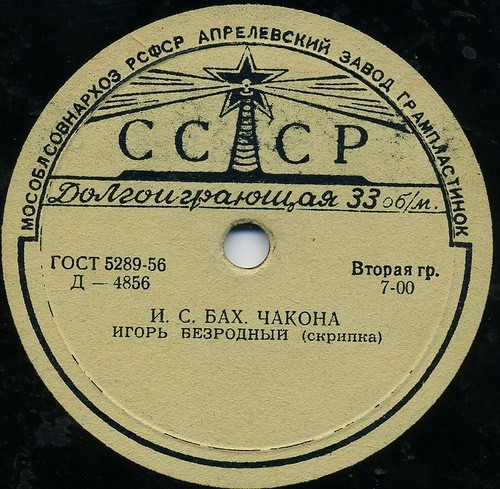 МОСОБЛСОВНАРХОЗ РСФСР АПРЕЛЕВСКИЙ ЗАВОД ГРАМПЛАСТИНОК
СССР
Долгоиграющая 33 об/м.
ГОСТ 5289-56
Д — 4856
Вторая гр.
7-00
И. С. БАХ. ЧАКОНА
ИГОРЬ БЕЗРОДНЫЙ (скрипка)